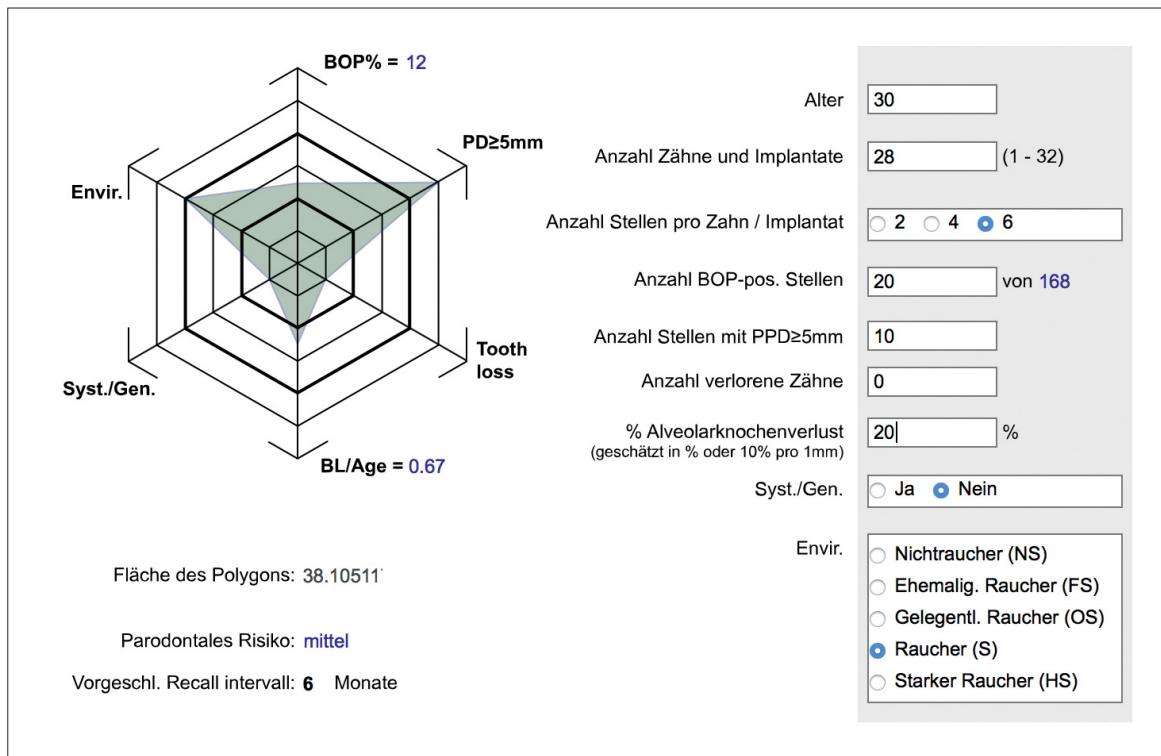 BOP% = 12
PD≥5mm
Envir.
Tooth
loss
Syst./Gen.
BL/Age = 0.67
Fläche des Polygons: 38.10511
Parodontales Risiko: mittel
Vorgeschl. Recall intervall: 6 Monate
Alter 30
Anzahl Zähne und Implantate 28 (1 - 32)
Anzahl Stellen pro Zahn / Implantat 2 4 6
Anzahl BOP-pos. Stellen 20 von 168
Anzahl Stellen mit PPD≥5mm 10
Anzahl verlorene Zähne 0
% Alveolarknochenverlust 20 %
(geschätzt in % oder 10% pro 1mm)
Syst./Gen. Ja Nein
Envir.
Nichtraucher (NS)
Ehemalig. Raucher (FS)
Gelegentl. Raucher (OS)
Raucher (S)
Starker Raucher (HS)